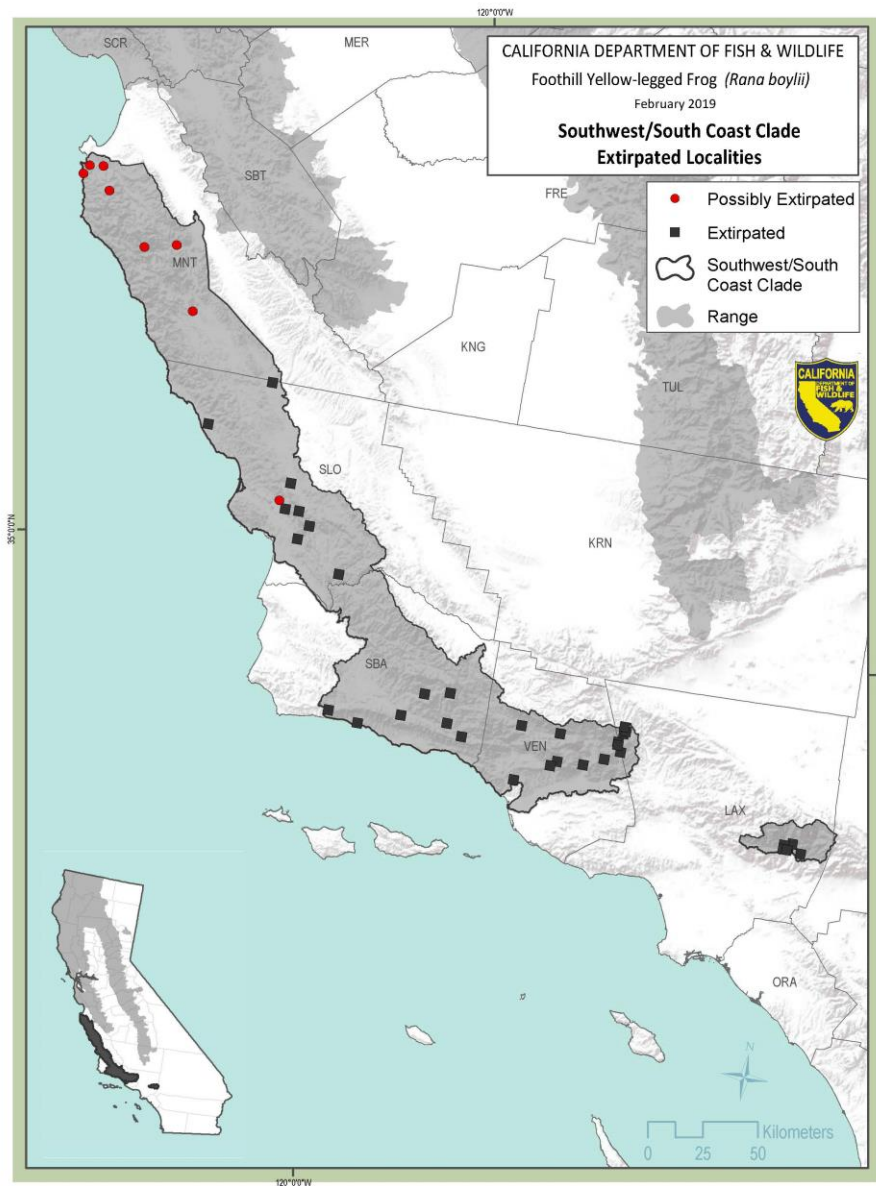 120°0'0"W
CALIFORNIA DEPARTMENT OF FISH & WILDLIFE
Foothill Yellow-legged Frog (Rana boylii)
February 2019
Southwest/South Coast Clade
Extirpated Localities
Possibly Extirpated
Extirpated
Southwest/South
Coast Clade
Range
SCR
MER
SBT
FRE
MNT
KNG
TUL
CALIFORNIA
DEPARTMENT OF
FISH &
WILDLIFE
SLO
35°0'0"N
KRN
SBA
VEN
LAX
ORA
N
Kilometers
0 25 50
120°0'0"W